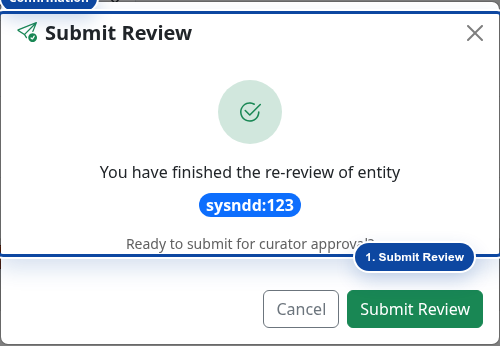 Confirmation
Submit Review
You have finished the re-review of entity
sysndd:123
Ready to submit for curator approval?
1. Submit Review
Cancel
Submit Review